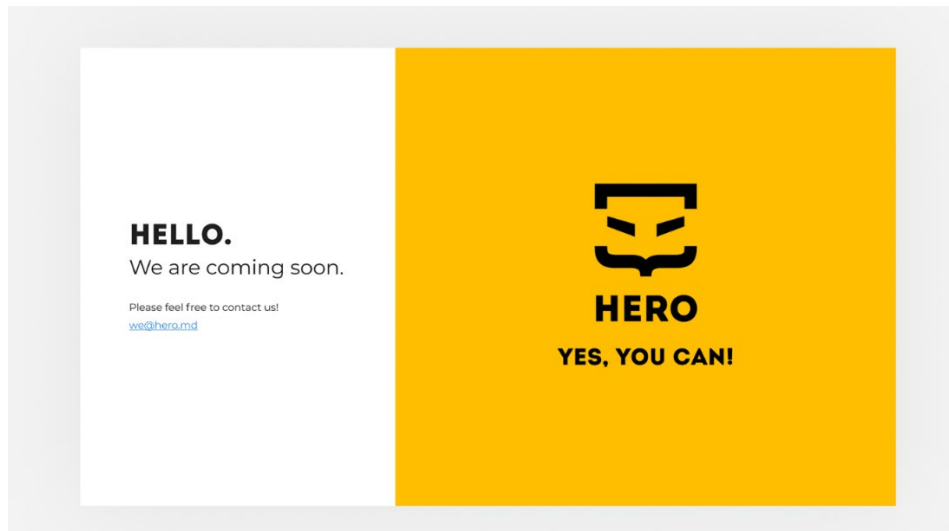 HELLO.
We are coming soon.
Please feel free to contact us!
we@hero.md
HERO
YES, YOU CAN!